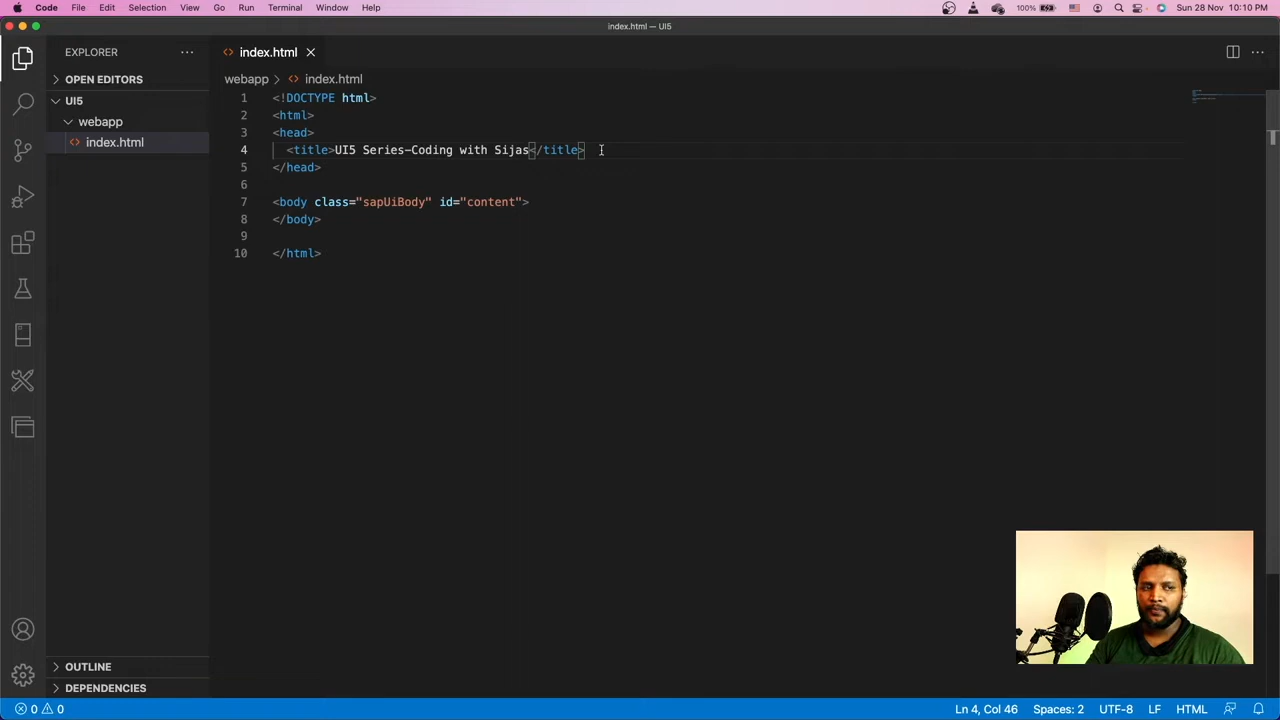 Code File Edit Selection View Go Run Terminal Window Help 100% Sun 28 Nov 10:10 PM
index.html — UI5
EXPLORER
index.html
OPEN EDITORS
webapp > index.html
UI5
webapp
index.html
1 <!DOCTYPE html>
2 <html>
3 <head>
4 <title>UI5 Series-Coding with Sijas</title>
5 </head>
6
7 <body class="sapUiBody" id="content">
8 </body>
9
10 </html>
OUTLINE
DEPENDENCIES
0 0 Ln 4, Col 46 Spaces: 2 UTF-8 LF HTML